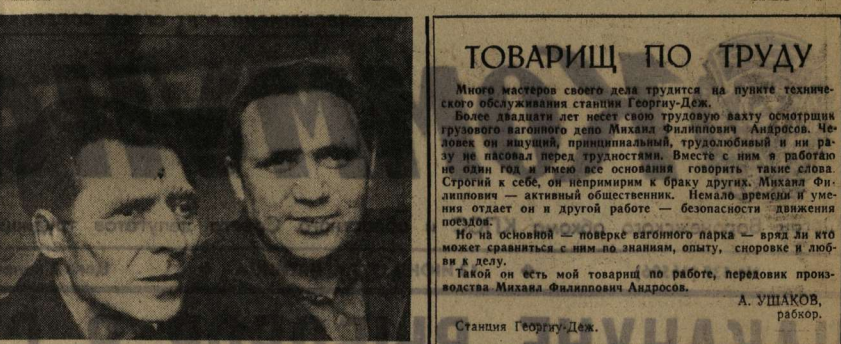 ТОВАРИЩ ПО ТРУДУ
Много мастеров своего дела трудится на пункте техниче-
ского обслуживания станции Георгиу-Деж.
Более двадцати лет несет свою трудовую вахту осмотрщик
грузового вагонного депо Михаил Филиппович Андросов. Че-
ловек он ищущий, принципиальный, трудолюбивый и ни ра-
зу не пасовал перед трудностями. Вместе с ним я работаю
не один год и имею все основания говорить такие слова.
Строгий к себе, он непримирим к браку других. Михаил Фи-
липпович — активный общественник. Немало времени и уме-
ния отдает он и другой работе — безопасности движения
поездов.
Но на основной — поверке вагонного парка — вряд ли кто
может сравниться с ним по знаниям, опыту, сноровке и люб-
ви к делу.
Такой он есть мой товарищ по работе, передовик произ-
водства Михаил Филиппович Андросов.
А. УШАКОВ,
рабкор.
Станция Георгиу-Деж.